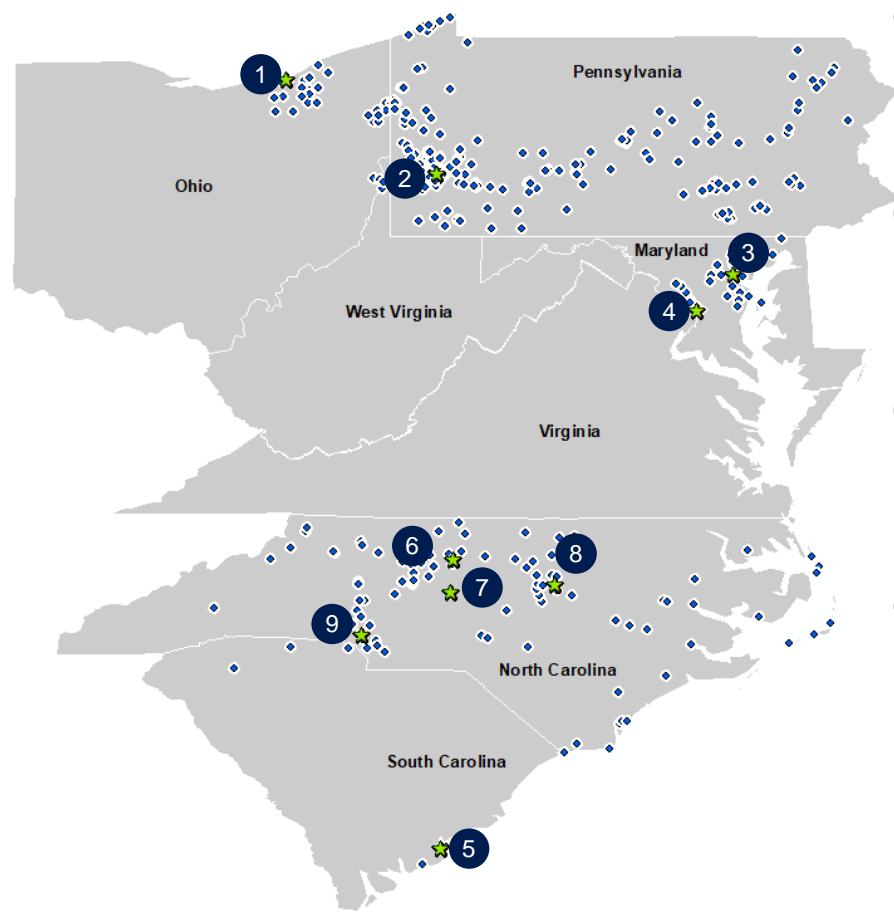 1
Pennsylvania
2
Ohio
Maryland
3
West Virginia
4
Virginia
6
8
7
9
North Carolina
South Carolina
5